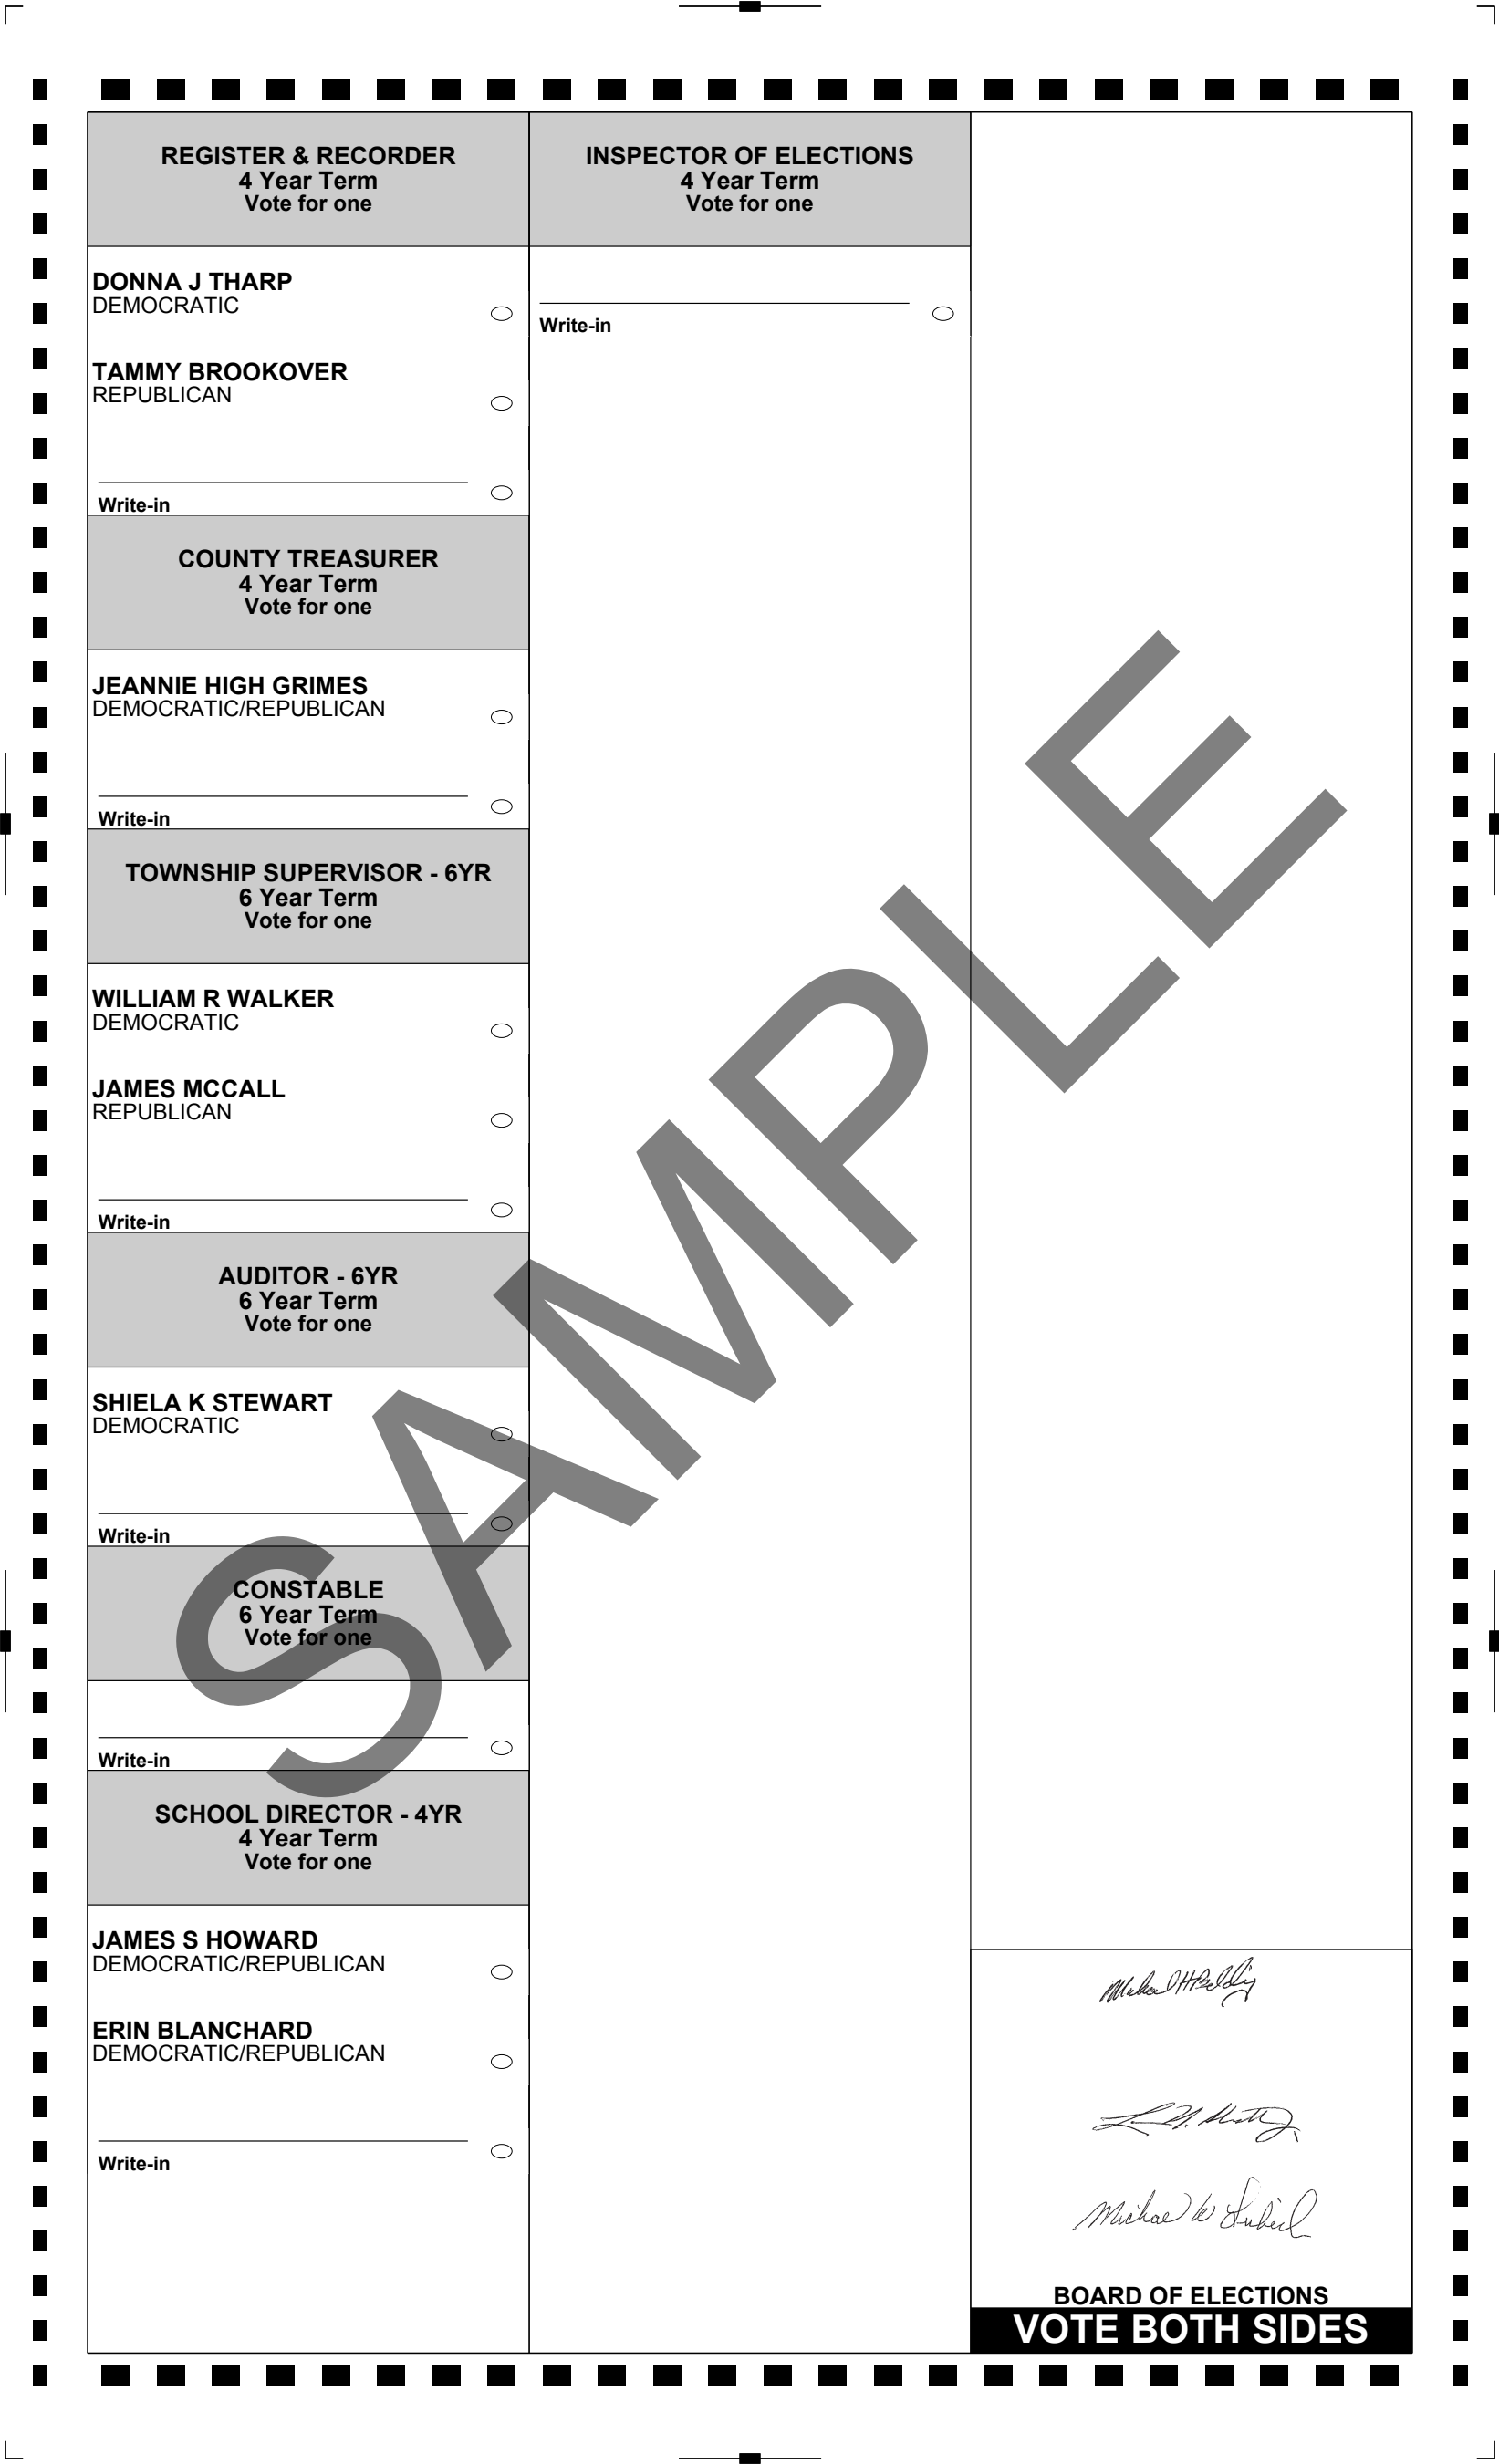 REGISTER & RECORDER
4 Year Term
Vote for one
DONNA J THARP
DEMOCRATIC
TAMMY BROOKOVER
REPUBLICAN
Write-in
COUNTY TREASURER
4 Year Term
Vote for one
JEANNIE HIGH GRIMES
DEMOCRATIC/REPUBLICAN
Write-in
TOWNSHIP SUPERVISOR - 6YR
6 Year Term
Vote for one
WILLIAM R WALKER
DEMOCRATIC
JAMES MCCALL
REPUBLICAN
Write-in
AUDITOR - 6YR
6 Year Term
Vote for one
SHIELA K STEWART
DEMOCRATIC
Write-in
CONSTABLE
6 Year Term
Vote for one
Write-in
SCHOOL DIRECTOR - 4YR
4 Year Term
Vote for one
JAMES S HOWARD
DEMOCRATIC/REPUBLICAN
ERIN BLANCHARD
DEMOCRATIC/REPUBLICAN
Write-in
INSPECTOR OF ELECTIONS
4 Year Term
Vote for one
Write-in
SAMPLE
Michael W
BOARD OF ELECTIONS
VOTE BOTH SIDES